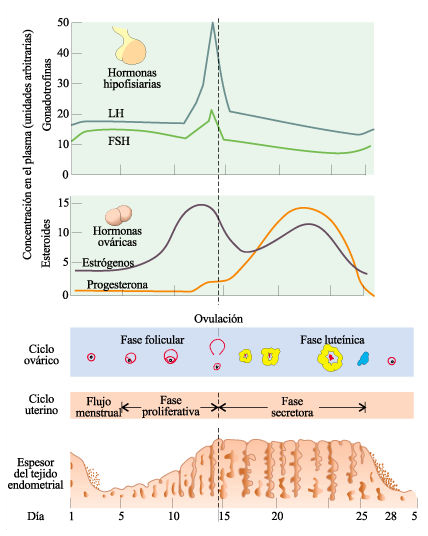 Concentración en el plasma (unidades arbitrarias)
Gonadotrofinas
50
40
30
20
10
0
Hormonas
hipofisiarias
LH
FSH
Esteroides
15
10
5
0
Hormonas
ováricas
Estrógenos
Progesterona
Ovulación
Ciclo
ovárico
Fase folicular
Fase luteínica
Ciclo
uterino
Flujo
menstrual
Fase
proliferativa
Fase
secretora
Espesor
del tejido
endometrial
Día
1 5 10 15 20 25 28 5